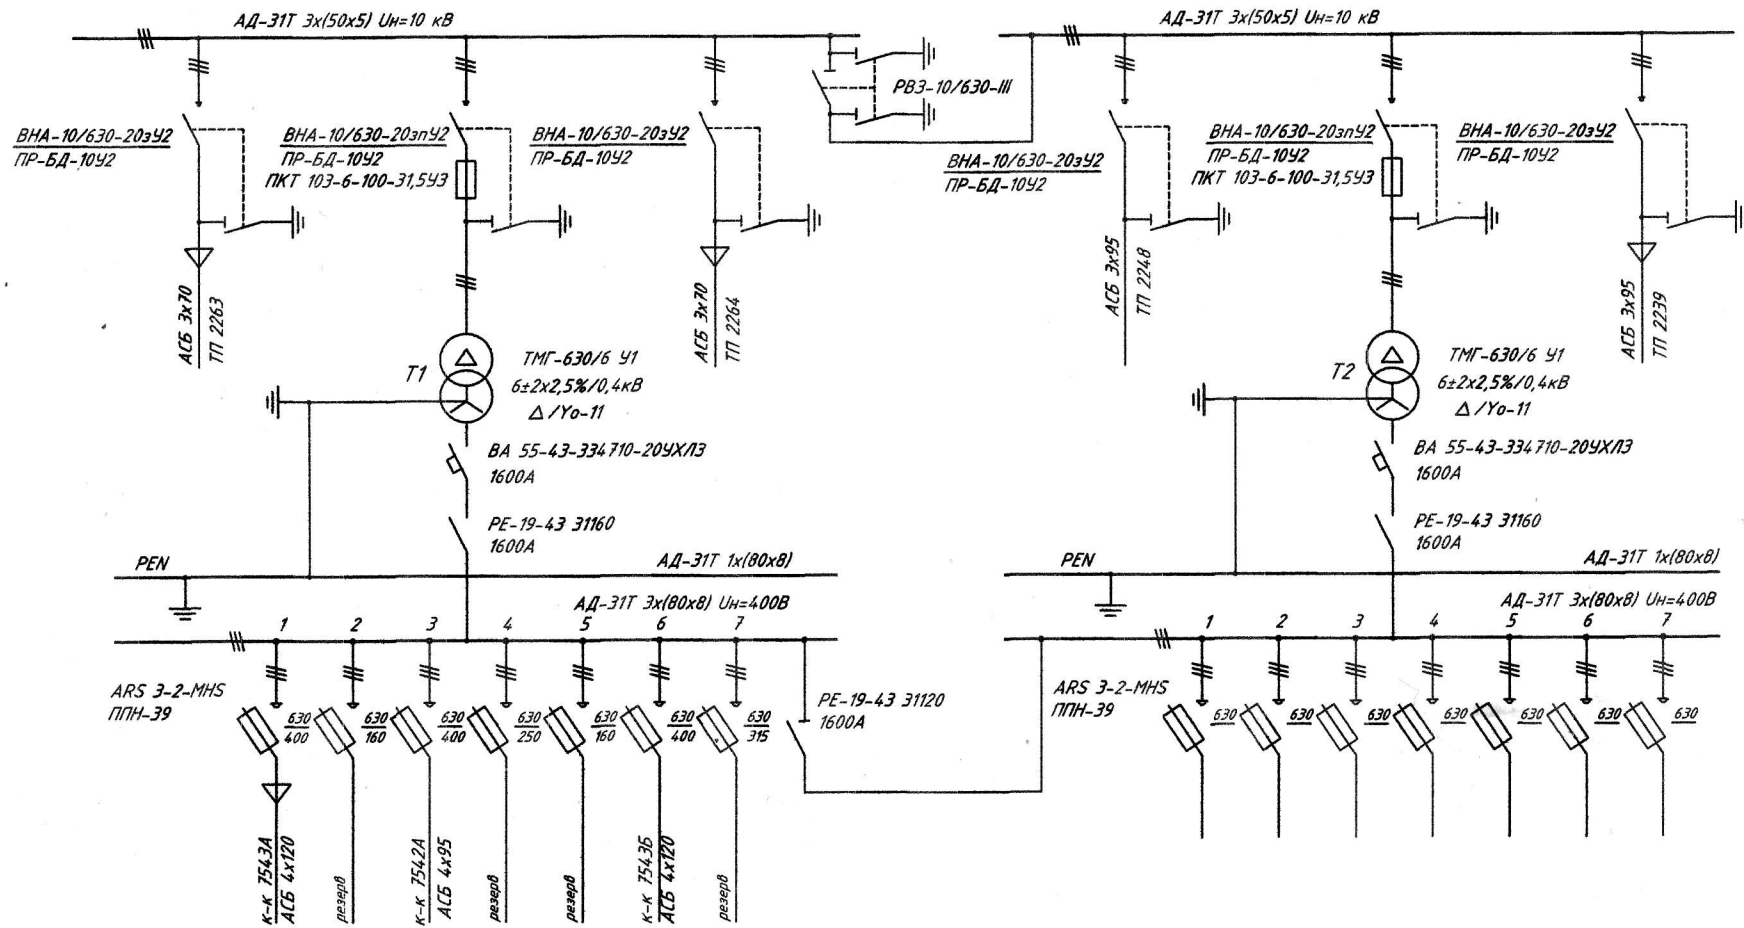 АД-31Т 3х(50х5) Uн=10 кВ
АД-31Т 3х(50х5) Uн=10 кВ
РВЗ-10/630-III
ВНА-10/630-20зУ2
ПР-БД-10У2
ВНА-10/630-20зпУ2
ПР-БД-10У2
ПКТ 103-6-100-31,5У3
ВНА-10/630-20зУ2
ПР-БД-10У2
ВНА-10/630-20зУ2
ПР-БД-10У2
ВНА-10/630-20зпУ2
ПР-БД-10У2
ПКТ 103-6-100-31,5У3
ВНА-10/630-20зУ2
ПР-БД-10У2
АСБ 3х70
ТП 2263
АСБ 3х70
ТП 2264
АСБ 3х95
ТП 2248
АСБ 3х95
ТП 2239
Т1
ТМГ-630/6 У1
6±2х2,5%/0,4кВ
Δ/Yо-11
Т2
ТМГ-630/6 У1
6±2х2,5%/0,4кВ
Δ/Yо-11
ВА 55-43-334710-20УХЛ3
1600А
ВА 55-43-334710-20УХЛ3
1600А
РЕ-19-43 31160
1600А
РЕ-19-43 31160
1600А
PEN
АД-31Т 1х(80х8)
PEN
АД-31Т 1х(80х8)
АД-31Т 3х(80х8) Uн=400В
АД-31Т 3х(80х8) Uн=400В
1 2 3 4 5 6 7
1 2 3 4 5 6 7
ARS 3-2-MHS
ППН-39
630
400
630
160
630
400
630
250
630
160
630
400
630
315
РЕ-19-43 31120
1600А
ARS 3-2-MHS
ППН-39
630 630 630 630 630 630 630
к-к 7543А
АСБ 4х120
резерв
к-к 7542А
АСБ 4х95
резерв
резерв
к-к 7543Б
АСБ 4х120
резерв